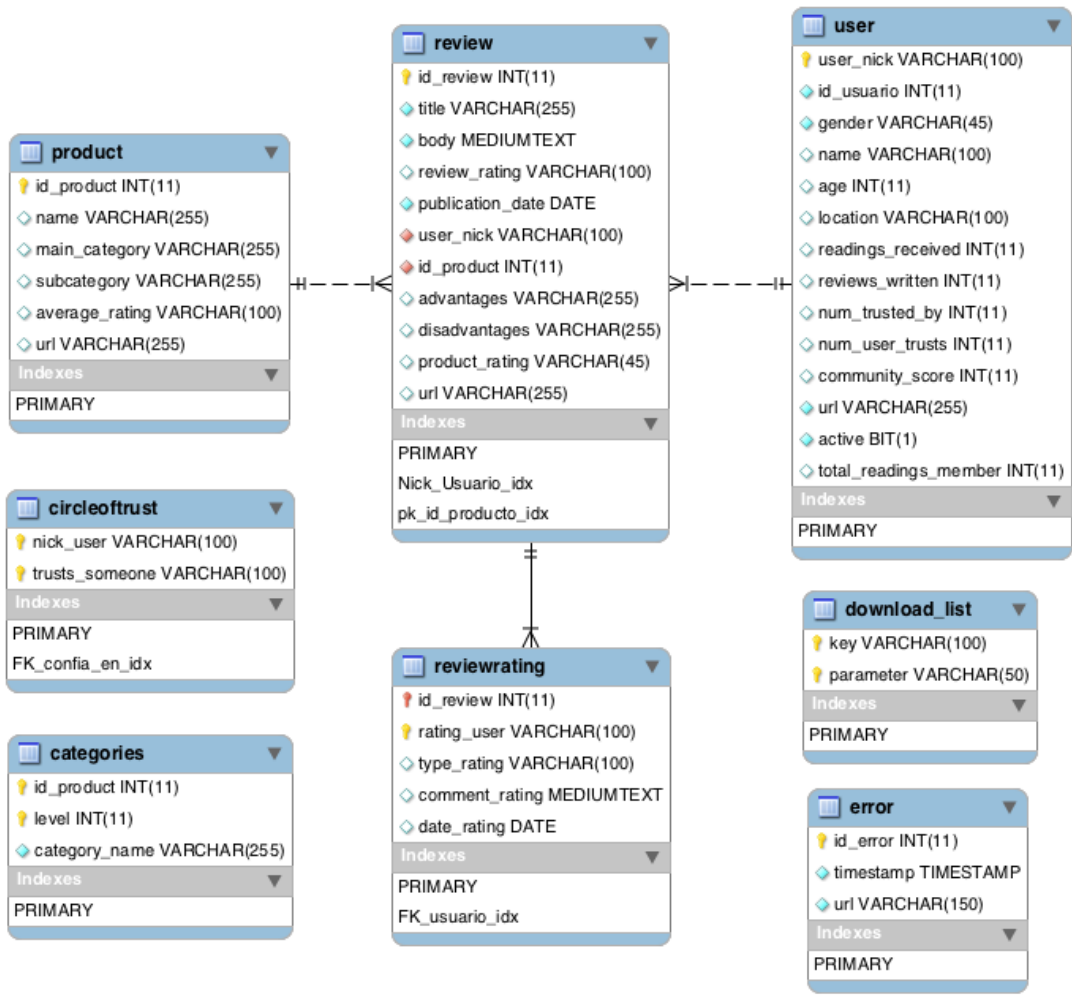 product
id_product INT(11)
name VARCHAR(255)
main_category VARCHAR(255)
subcategory VARCHAR(255)
average_rating VARCHAR(100)
url VARCHAR(255)
Indexes
PRIMARY
circleoftrust
nick_user VARCHAR(100)
trusts_someone VARCHAR(100)
Indexes
PRIMARY
FK_confia_en_idx
categories
id_product INT(11)
level INT(11)
category_name VARCHAR(255)
Indexes
PRIMARY
review
id_review INT(11)
title VARCHAR(255)
body MEDIUMTEXT
review_rating VARCHAR(100)
publication_date DATE
user_nick VARCHAR(100)
id_product INT(11)
advantages VARCHAR(255)
disadvantages VARCHAR(255)
product_rating VARCHAR(45)
url VARCHAR(255)
Indexes
PRIMARY
Nick_Usuario_idx
pk_id_producto_idx
reviewrating
id_review INT(11)
rating_user VARCHAR(100)
type_rating VARCHAR(100)
comment_rating MEDIUMTEXT
date_rating DATE
Indexes
PRIMARY
FK_usuario_idx
user
user_nick VARCHAR(100)
id_usuario INT(11)
gender VARCHAR(45)
name VARCHAR(100)
age INT(11)
location VARCHAR(100)
readings_received INT(11)
reviews_written INT(11)
num_trusted_by INT(11)
num_user_trusts INT(11)
community_score INT(11)
url VARCHAR(255)
active BIT(1)
total_readings_member INT(11)
Indexes
PRIMARY
download_list
key VARCHAR(100)
parameter VARCHAR(50)
Indexes
PRIMARY
error
id_error INT(11)
timestamp TIMESTAMP
url VARCHAR(150)
Indexes
PRIMARY